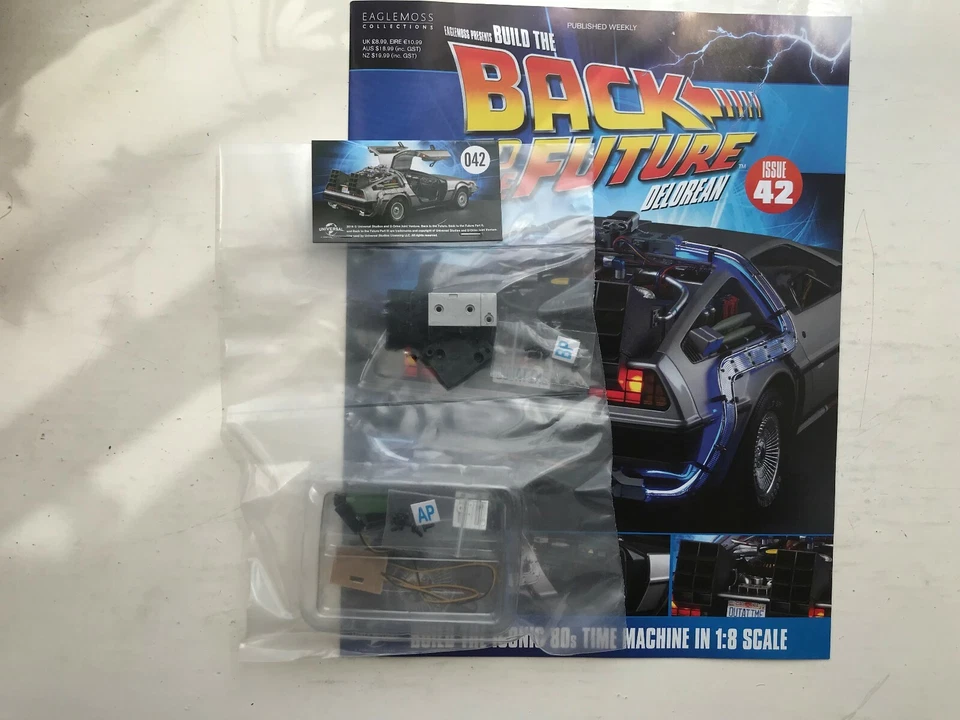 EAGLEMOSS
COLLECTIONS
UK £8.99, EIRE €10.99
AUS $18.99 (inc. GST)
NZ $19.99 (inc. GST)
PUBLISHED WEEKLY
EAGLEMOSS PRESENTS BUILD THE
BACK
FUTURE™
DELOREAN
ISSUE
42
042
UNIVERSAL
BP
AP
OUTATIME
BUILD THE ICONIC 80s TIME MACHINE IN 1:8 SCALE